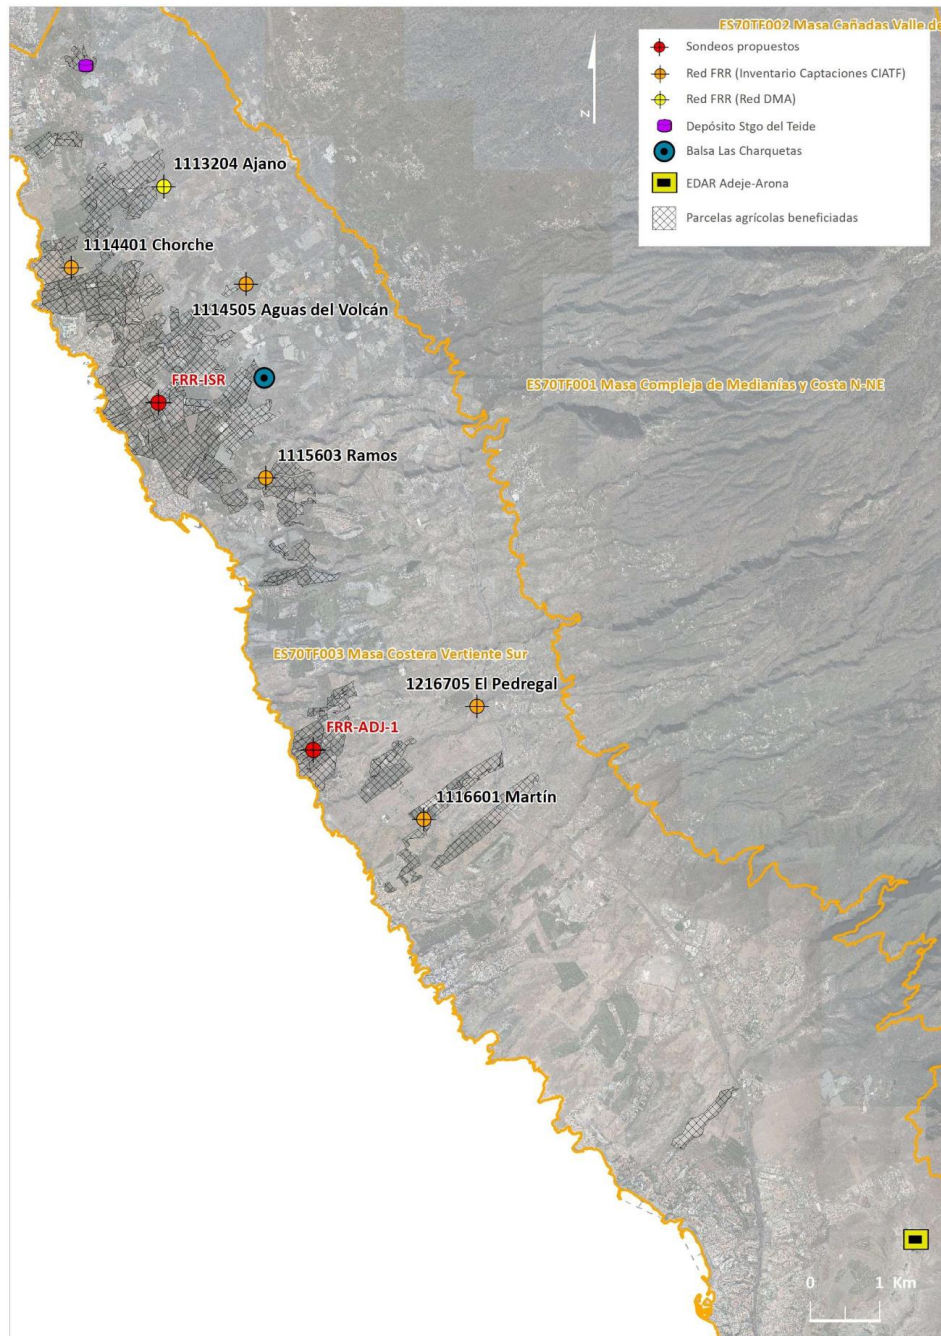 ES70TF002 Masa Cañadas Valle de
Sondeos propuestos
Red FRR (Inventario Captaciones CIATF)
Red FRR (Red DMA)
Depósito Stgo del Teide
Balsa Las Charquetas
EDAR Adeje-Arona
Parcelas agrícolas beneficiadas
N
1113204 Ajano
1114401 Chorche
1114505 Aguas del Volcán
FRR-ISR
ES70TF001 Masa Compleja de Medianías y Costa N-NE
1115603 Ramos
ES70TF003 Masa Costera Vertiente Sur
1216705 El Pedregal
FRR-ADJ-1
1116601 Martín
0 1 Km